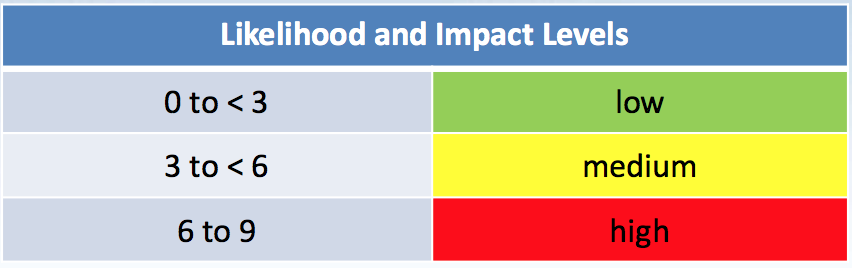 Likelihood and Impact Levels
0 to < 3 low
3 to < 6 medium
6 to 9 high